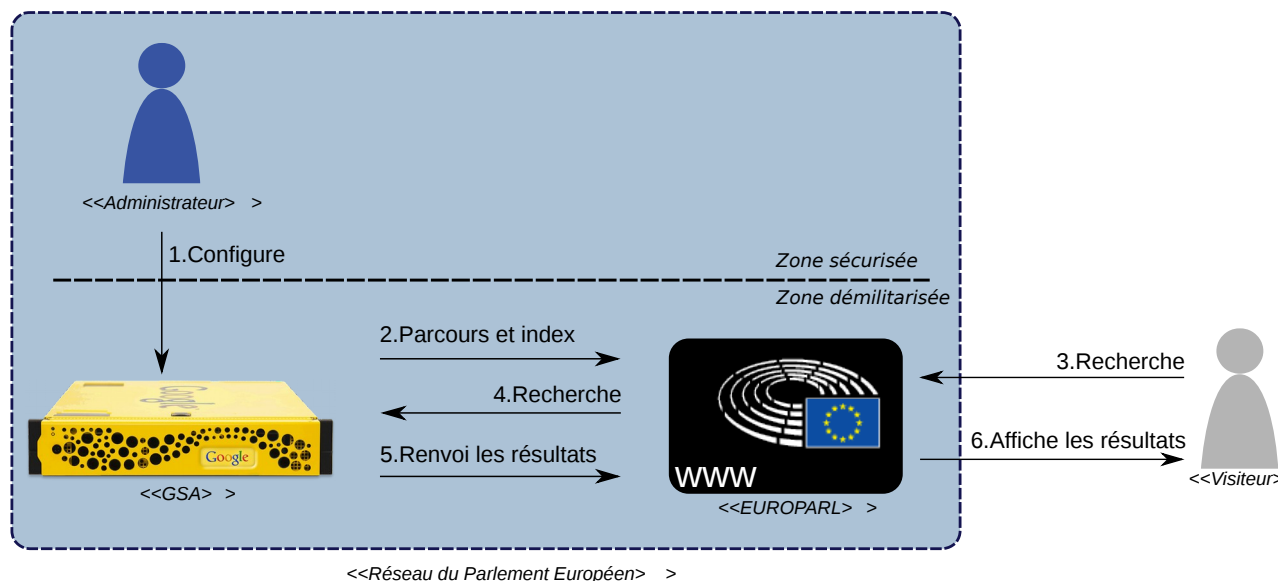 <<Administrateur> >
1.Configure
Zone sécurisée
Zone démilitarisée
2.Parcours et index
3.Recherche
4.Recherche
5.Renvoi les résultats
6.Affiche les résultats
Google
Google
www
<<GSA> >
<<EUROPARL> >
<<Visiteur>
<<Réseau du Parlement Européen> >